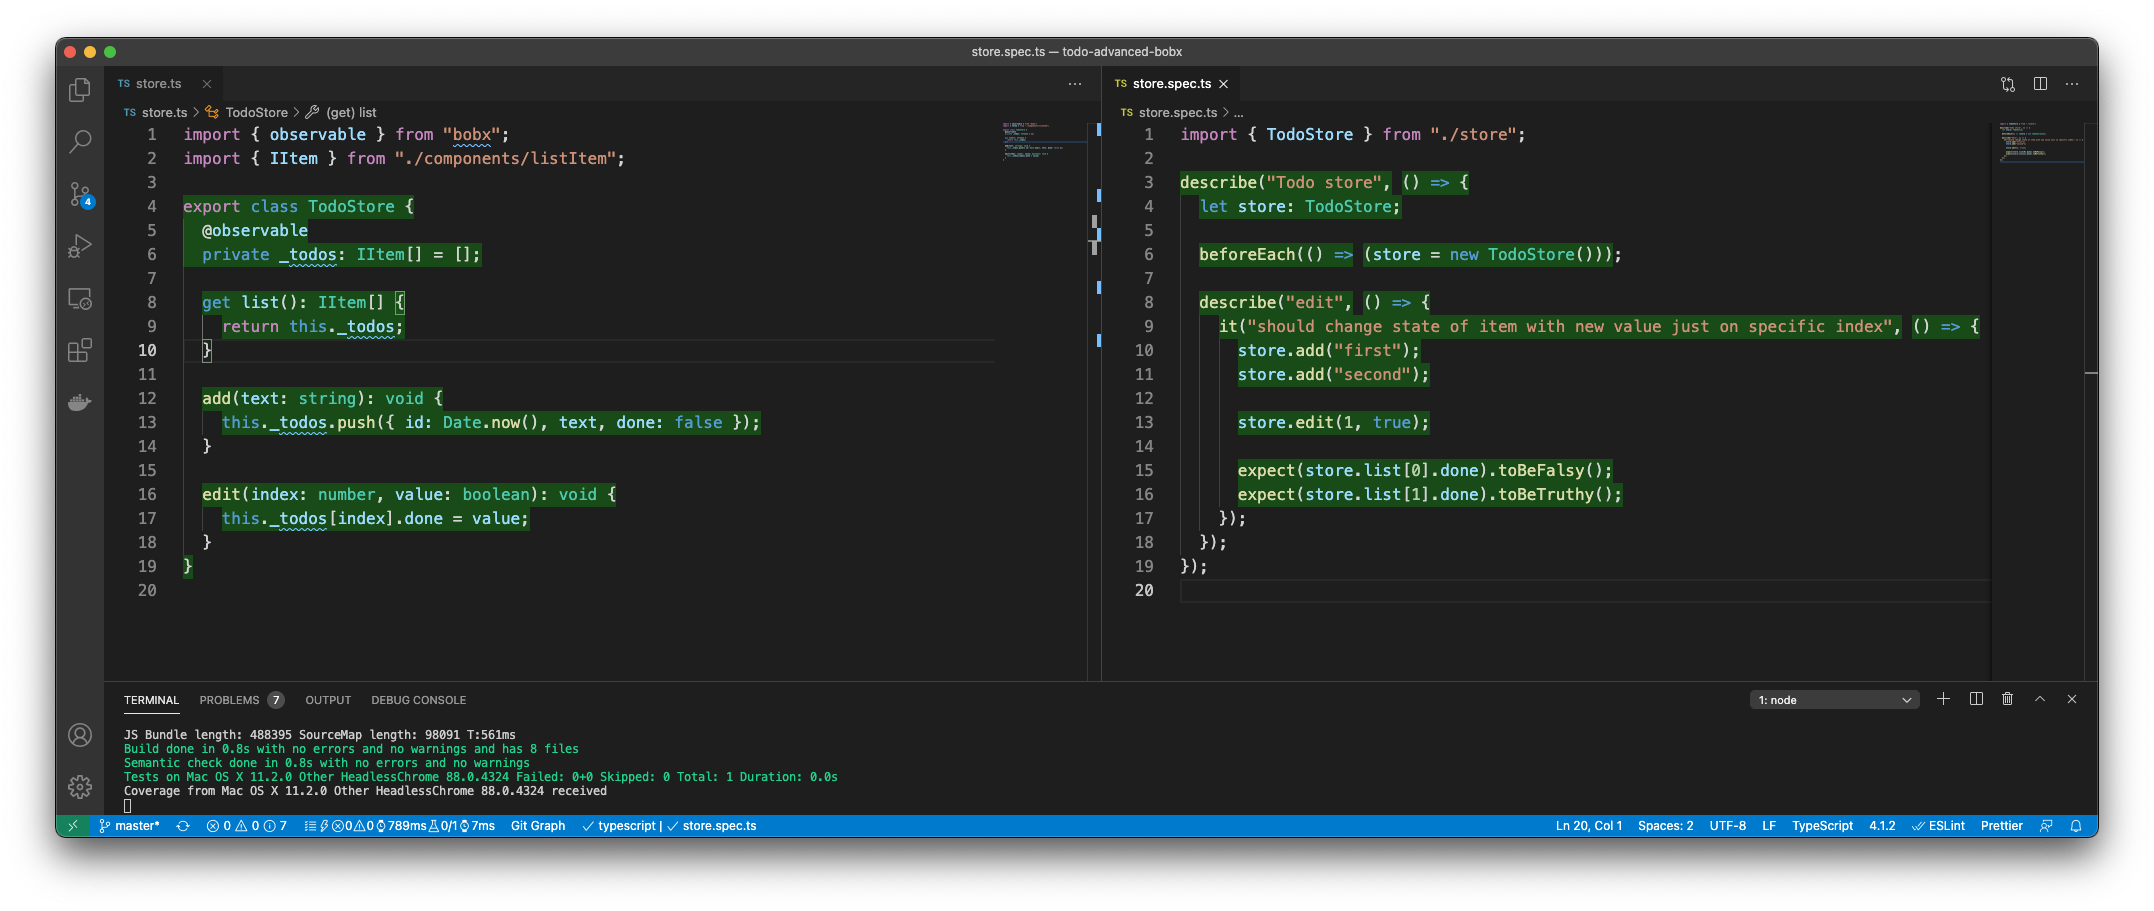 store.spec.ts — todo-advanced-bobx
TS store.ts
TS store.ts > TodoStore > (get) list
1 import { observable } from "bobx";
2 import { IItem } from "./components/listItem";
3
4 export class TodoStore {
5 @observable
6 private _todos: IItem[] = [];
7
8 get list(): IItem[] {
9 return this._todos;
10 }
11
12 add(text: string): void {
13 this._todos.push({ id: Date.now(), text, done: false });
14 }
15
16 edit(index: number, value: boolean): void {
17 this._todos[index].done = value;
18 }
19 }
20
TS store.spec.ts
TS store.spec.ts > ...
1 import { TodoStore } from "./store";
2
3 describe("Todo store", () => {
4 let store: TodoStore;
5
6 beforeEach(() => (store = new TodoStore()));
7
8 describe("edit", () => {
9 it("should change state of item with new value just on specific index", () => {
10 store.add("first");
11 store.add("second");
12
13 store.edit(1, true);
14
15 expect(store.list[0].done).toBeFalsy();
16 expect(store.list[1].done).toBeTruthy();
17 });
18 });
19 });
20
4
TERMINAL PROBLEMS 7 OUTPUT DEBUG CONSOLE 1: node
JS Bundle length: 488395 SourceMap length: 98091 T:561ms
Build done in 0.8s with no errors and no warnings and has 8 files
Semantic check done in 0.8s with no errors and no warnings
Tests on Mac OS X 11.2.0 Other HeadlessChrome 88.0.4324 Failed: 0+0 Skipped: 0 Total: 1 Duration: 0.0s
Coverage from Mac OS X 11.2.0 Other HeadlessChrome 88.0.4324 received
master* 0 0 7 0 0 789ms 0/1 7ms Git Graph typescript | store.spec.ts Ln 20, Col 1 Spaces: 2 UTF-8 LF TypeScript 4.1.2 ESLint Prettier